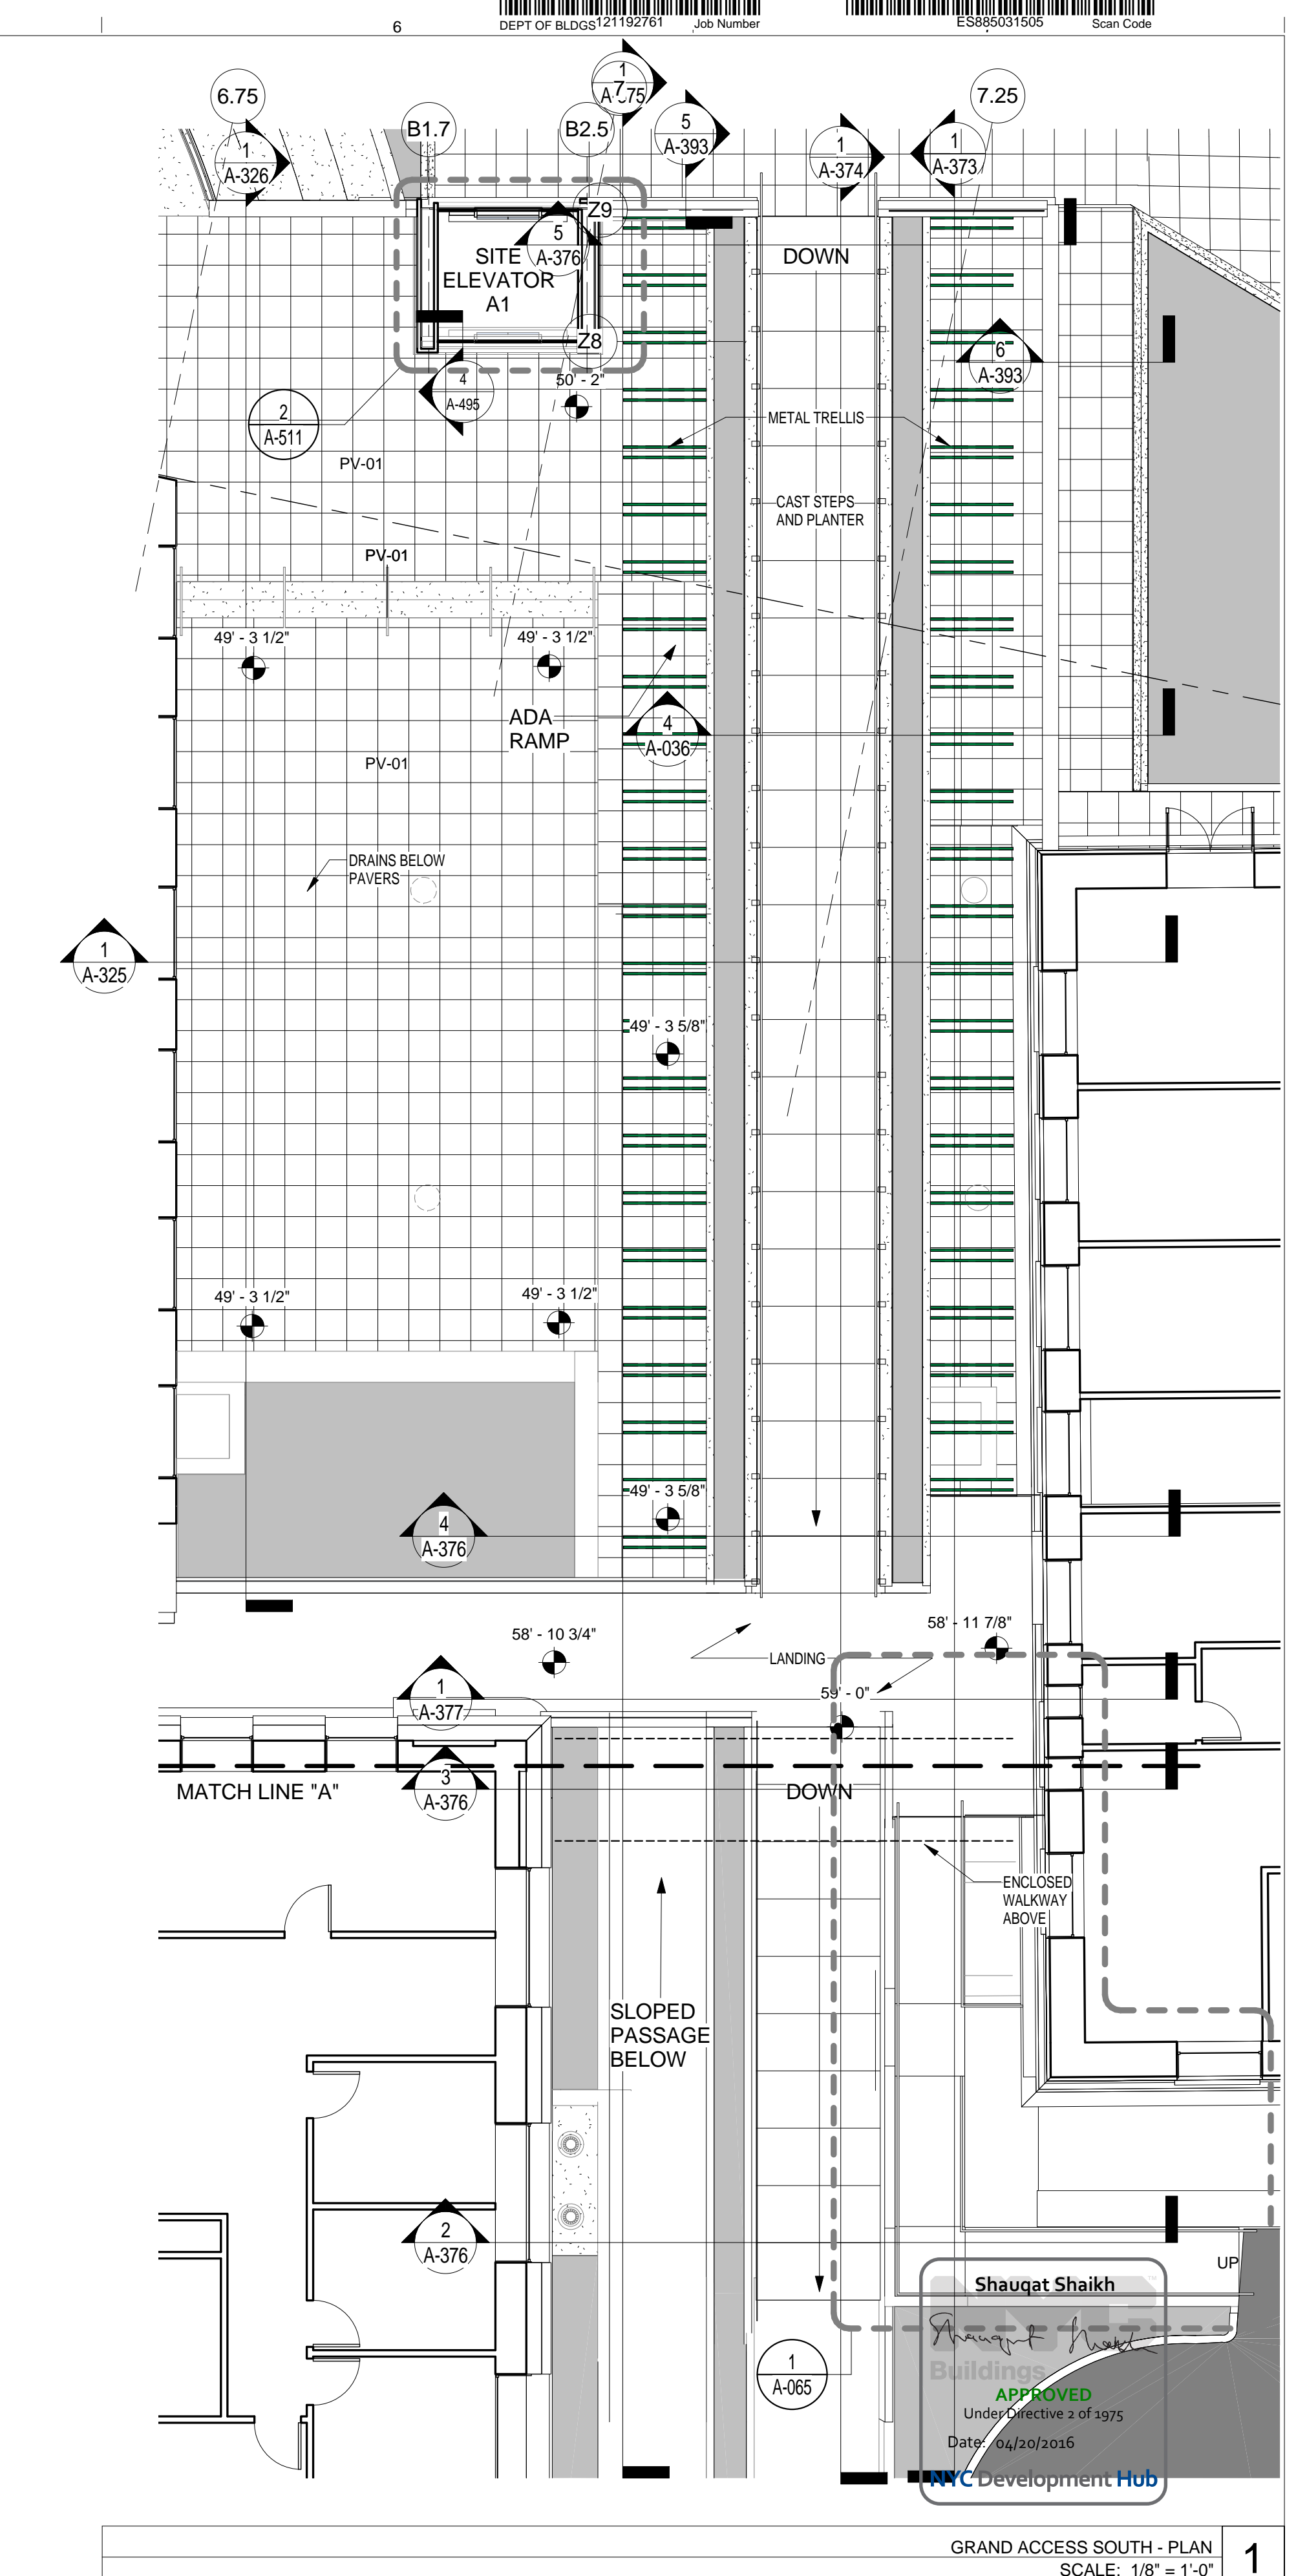 6
DEPT OF BLDGS 121192761 Job Number
ES885031505 Scan Code
6.75
1
A-326
B1.7
B2.5
1
7
A-375
5
A-393
1
A-374
1
A-373
7.25
Z9
5
A-376
SITE
ELEVATOR
A1
DOWN
Z8
6
A-393
4
A-495
50' - 2"
2
A-511
METAL TRELLIS
PV-01
CAST STEPS
AND PLANTER
PV-01
49' - 3 1/2"
49' - 3 1/2"
ADA
RAMP
4
A-036
PV-01
DRAINS BELOW
PAVERS
1
A-325
49' - 3 5/8"
49' - 3 1/2"
49' - 3 1/2"
49' - 3 5/8"
4
A-376
58' - 10 3/4"
58' - 11 7/8"
LANDING
59' - 0"
1
A-377
3
A-376
MATCH LINE "A"
DOWN
ENCLOSED
WALKWAY
ABOVE
SLOPED
PASSAGE
BELOW
2
A-376
UP
1
A-065
Shauqat Shaikh
NYC
Buildings
APPROVED
Under Directive 2 of 1975
Date: 04/20/2016
NYC Development Hub
GRAND ACCESS SOUTH - PLAN
1
SCALE: 1/8" = 1'-0"